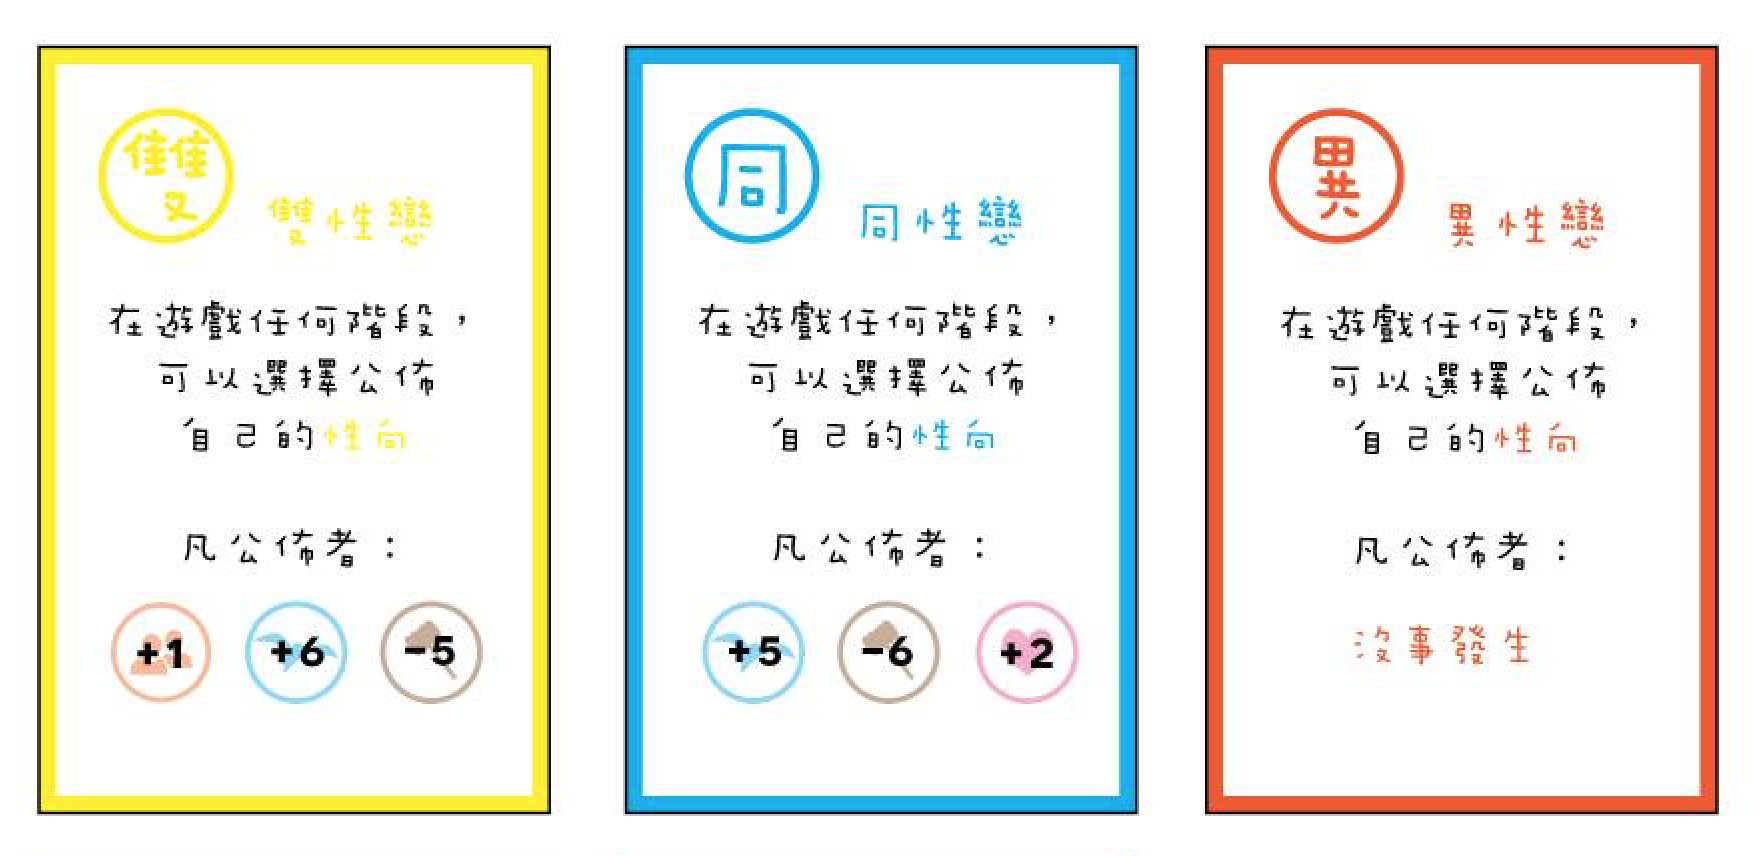 雙
雙性戀
在遊戲任何階段，
可以選擇公佈
自己的性向
凡公佈者：
+1 +6 -5
同
同性戀
在遊戲任何階段，
可以選擇公佈
自己的性向
凡公佈者：
+5 -6 +2
異
異性戀
在遊戲任何階段，
可以選擇公佈
自己的性向
凡公佈者：
沒事發生